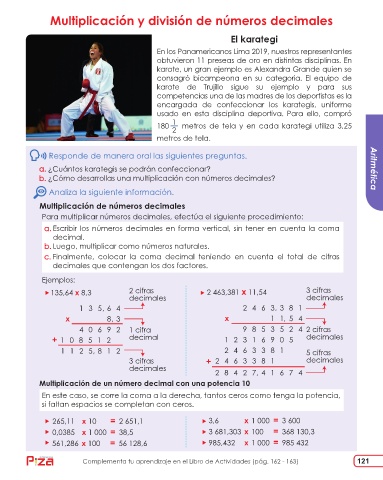 Multiplicación y división de números decimales
El karategi
En los Panamericanos Lima 2019, nuestros representantes
obtuvieron 11 preseas de oro en distintas disciplinas. En
karate, un gran ejemplo es Alexandra Grande quien se
consagró bicampeona en su categoría. El equipo de
karate de Trujillo sigue su ejemplo y para sus
competencias una de las madres de los deportistas es la
encargada de confeccionar los karategis, uniforme
usado en esta disciplina deportiva. Para ello, compró
180 1/2 metros de tela y en cada karategi utiliza 3,25
metros de tela.
Aritmética
Responde de manera oral las siguientes preguntas.
a. ¿Cuántos karategis se podrán confeccionar?
b. ¿Cómo desarrollas una multiplicación con números decimales?
Analiza la siguiente información.
Multiplicación de números decimales
Para multiplicar números decimales, efectúa el siguiente procedimiento:
a. Escribir los números decimales en forma vertical, sin tener en cuenta la coma
decimal.
b. Luego, multiplicar como números naturales.
c. Finalmente, colocar la coma decimal teniendo en cuenta el total de cifras
decimales que contengan los dos factores.
Ejemplos:
135,64 x 8,3
2 cifras
decimales
1 3 5, 6 4
x 8, 3
4 0 6 9 2 1 cifra
decimal
+ 1 0 8 5 1 2
1 1 2 5, 8 1 2
3 cifras
decimales
2 463,381 x 11,54
3 cifras
decimales
2 4 6 3, 3 8 1
x 1 1, 5 4
9 8 5 3 5 2 4 2 cifras
decimales
1 2 3 1 6 9 0 5
2 4 6 3 3 8 1
5 cifras
decimales
+ 2 4 6 3 3 8 1
2 8 4 2 7, 4 1 6 7 4
Multiplicación de un número decimal con una potencia 10
En este caso, se corre la coma a la derecha, tantos ceros como tenga la potencia,
si faltan espacios se completan con ceros.
265,11 x 10 = 2 651,1
0,0385 x 1 000 = 38,5
561,286 x 100 = 56 128,6
3,6 x 1 000 = 3 600
3 681,303 x 100 = 368 130,3
985,432 x 1 000 = 985 432
P'za
Complementa tu aprendizaje en el Libro de Actividades (pág. 162 - 163)
121